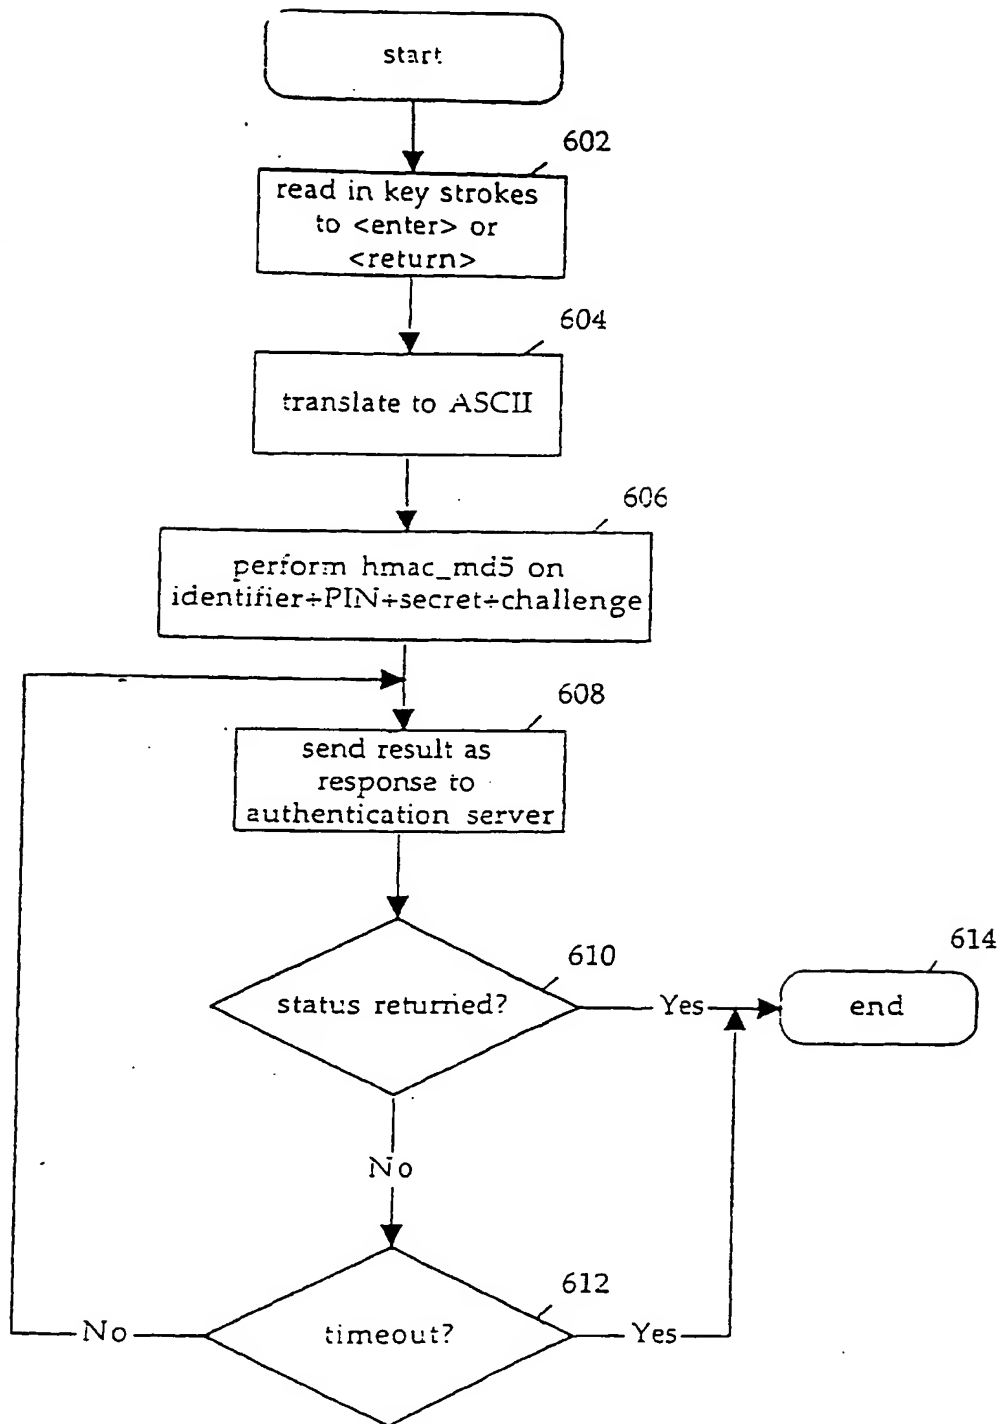 start
602
read in key strokes
to <enter> or
<return>
604
translate to ASCII
606
perform hmac_md5 on
identifier+PIN+secret+challenge
608
send result as
response to
authentication server
610
status returned?
Yes
614
end
No
612
timeout?
No
Yes